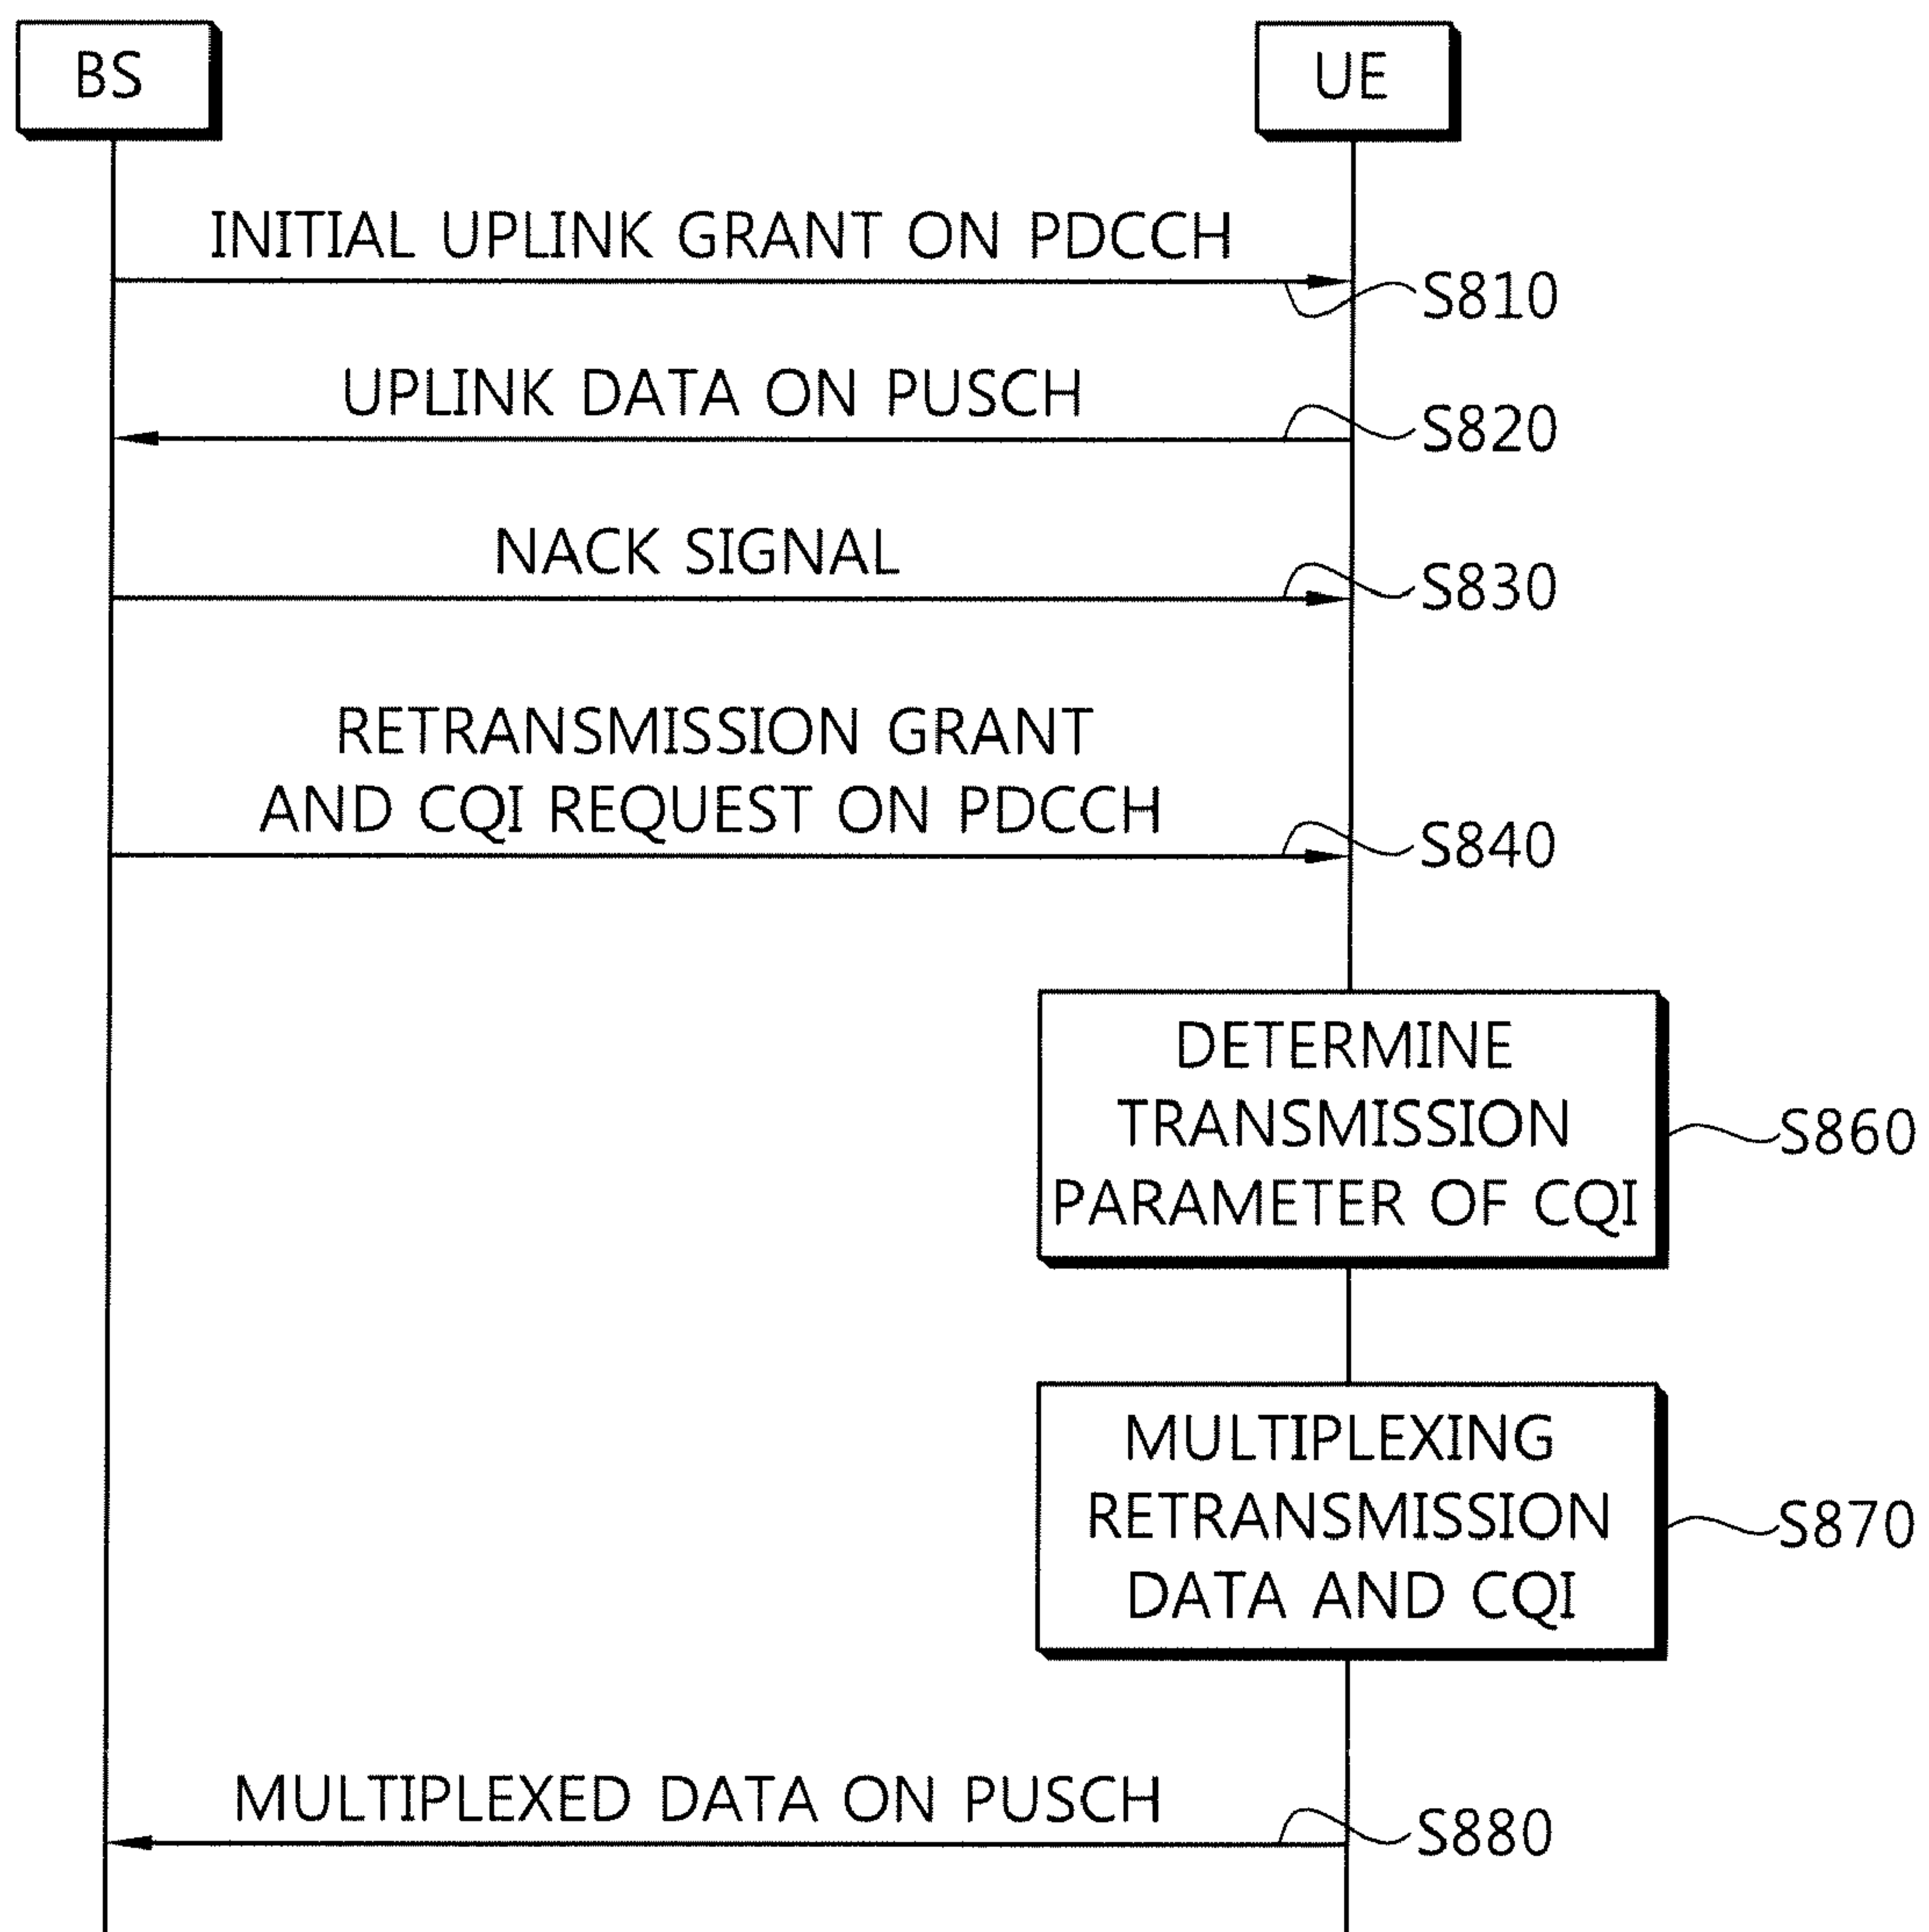 BS
UE
INITIAL UPLINK GRANT ON PDCCH
S810
UPLINK DATA ON PUSCH
S820
NACK SIGNAL
S830
RETRANSMISSION GRANT
AND CQI REQUEST ON PDCCH
S840
DETERMINE
TRANSMISSION
PARAMETER OF CQI
S860
MULTIPLEXING
RETRANSMISSION
DATA AND CQI
S870
MULTIPLEXED DATA ON PUSCH
S880